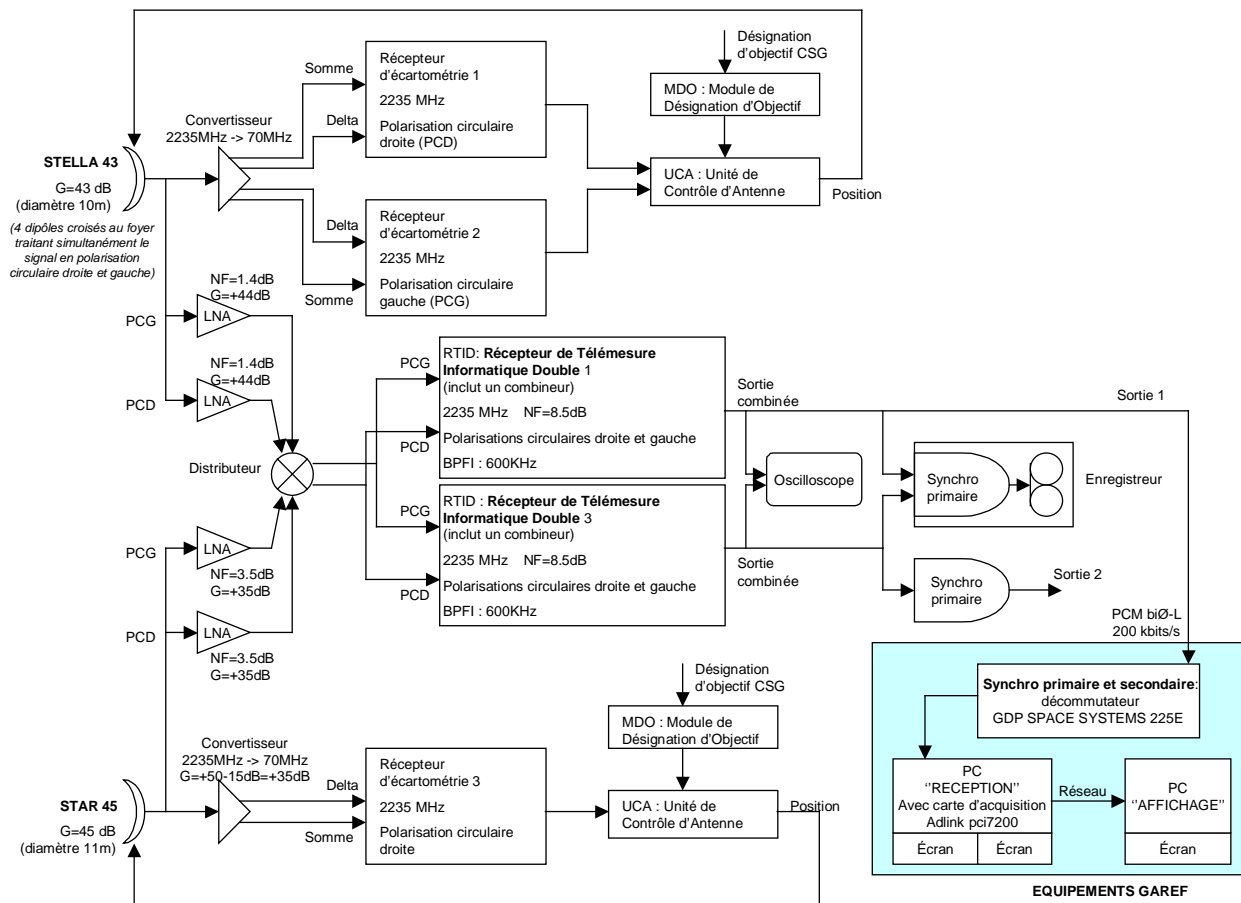 Désignation
d'objectif CSG
Somme
Récepteur
d'écartométrie 1
2235 MHz
Polarisation circulaire
droite (PCD)
MDO : Module de
Désignation d'Objectif
Convertisseur
2235MHz -> 70MHz
Delta
STELLA 43
G=43 dB
(diamètre 10m)
(4 dipôles croisés au foyer
traitant simultanément le
signal en polarisation
circulaire droite et gauche)
UCA : Unité de
Contrôle d'Antenne
Position
Delta
Récepteur
d'écartométrie 2
2235 MHz
Polarisation circulaire
gauche (PCG)
Somme
NF=1.4dB
G=+44dB
LNA
PCG
NF=1.4dB
G=+44dB
LNA
PCD
Distributeur
PCG
RTID: Récepteur de Télémesure
Informatique Double 1
(inclut un combineur)
2235 MHz NF=8.5dB
Polarisations circulaires droite et gauche
BPFI : 600KHz
PCD
Sortie
combinée
Sortie 1
Oscilloscope
Synchro
primaire
Enregistreur
PCG
RTID : Récepteur de Télémesure
Informatique Double 3
(inclut un combineur)
2235 MHz NF=8.5dB
Polarisations circulaires droite et gauche
BPFI : 600KHz
PCD
Sortie
combinée
Synchro
primaire
Sortie 2
PCG
LNA
NF=3.5dB
G=+35dB
PCD
LNA
NF=3.5dB
G=+35dB
PCM biØ-L
200 kbits/s
Synchro primaire et secondaire:
décommutateur
GDP SPACE SYSTEMS 225E
PC
‘‘RECEPTION’’
Avec carte d'acquisition
Adlink pci7200
Écran
Écran
Réseau
PC
‘‘AFFICHAGE’’
Écran
EQUIPEMENTS GAREF
Désignation
d'objectif CSG
MDO : Module de
Désignation d'Objectif
Convertisseur
2235MHz -> 70MHz
G=+50-15dB=+35dB
Delta
Somme
Récepteur
d'écartométrie 3
2235 MHz
Polarisation circulaire
droite
UCA : Unité de
Contrôle d'Antenne
Position
STAR 45
G=45 dB
(diamètre 11m)